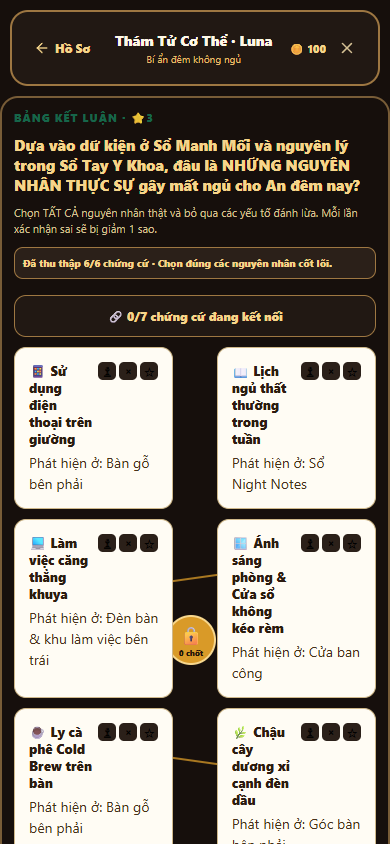 ← Hồ Sơ
Thám Tử Cơ Thể · Luna
Bí ẩn đêm không ngủ
100 ×
BẢNG KẾT LUẬN · ⭐3
Dựa vào dữ kiện ở Sổ Manh Mối và nguyên lý
trong Sổ Tay Y Khoa, đâu là NHỮNG NGUYÊN
NHÂN THỰC SỰ gây mất ngủ cho An đêm nay?
Chọn TẤT CẢ nguyên nhân thật và bỏ qua các yếu tố đánh lừa. Mỗi lần
xác nhận sai sẽ bị giảm 1 sao.
Đã thu thập 6/6 chứng cứ · Chọn đúng các nguyên nhân cốt lõi.
🔗 0/7 chứng cứ đang kết nối
Sử
dụng
điện
thoại trên
giường
Phát hiện ở: Bàn gỗ
bên phải
Lịch
ngủ thất
thường
trong
tuần
Phát hiện ở: Sổ
Night Notes
Làm
việc căng
thẳng
khuya
Phát hiện ở: Đèn bàn
& khu làm việc bên
trái
Ánh
sáng
phòng &
Cửa sổ
không
kéo rèm
Phát hiện ở: Cửa ban
công
0 chốt
Ly cà
phê Cold
Brew trên
bàn
Phát hiện ở: Bàn gỗ
bên phải
Chậu
cây
dương xỉ
cạnh đèn
dầu
Phát hiện ở: Góc bàn
bên phải